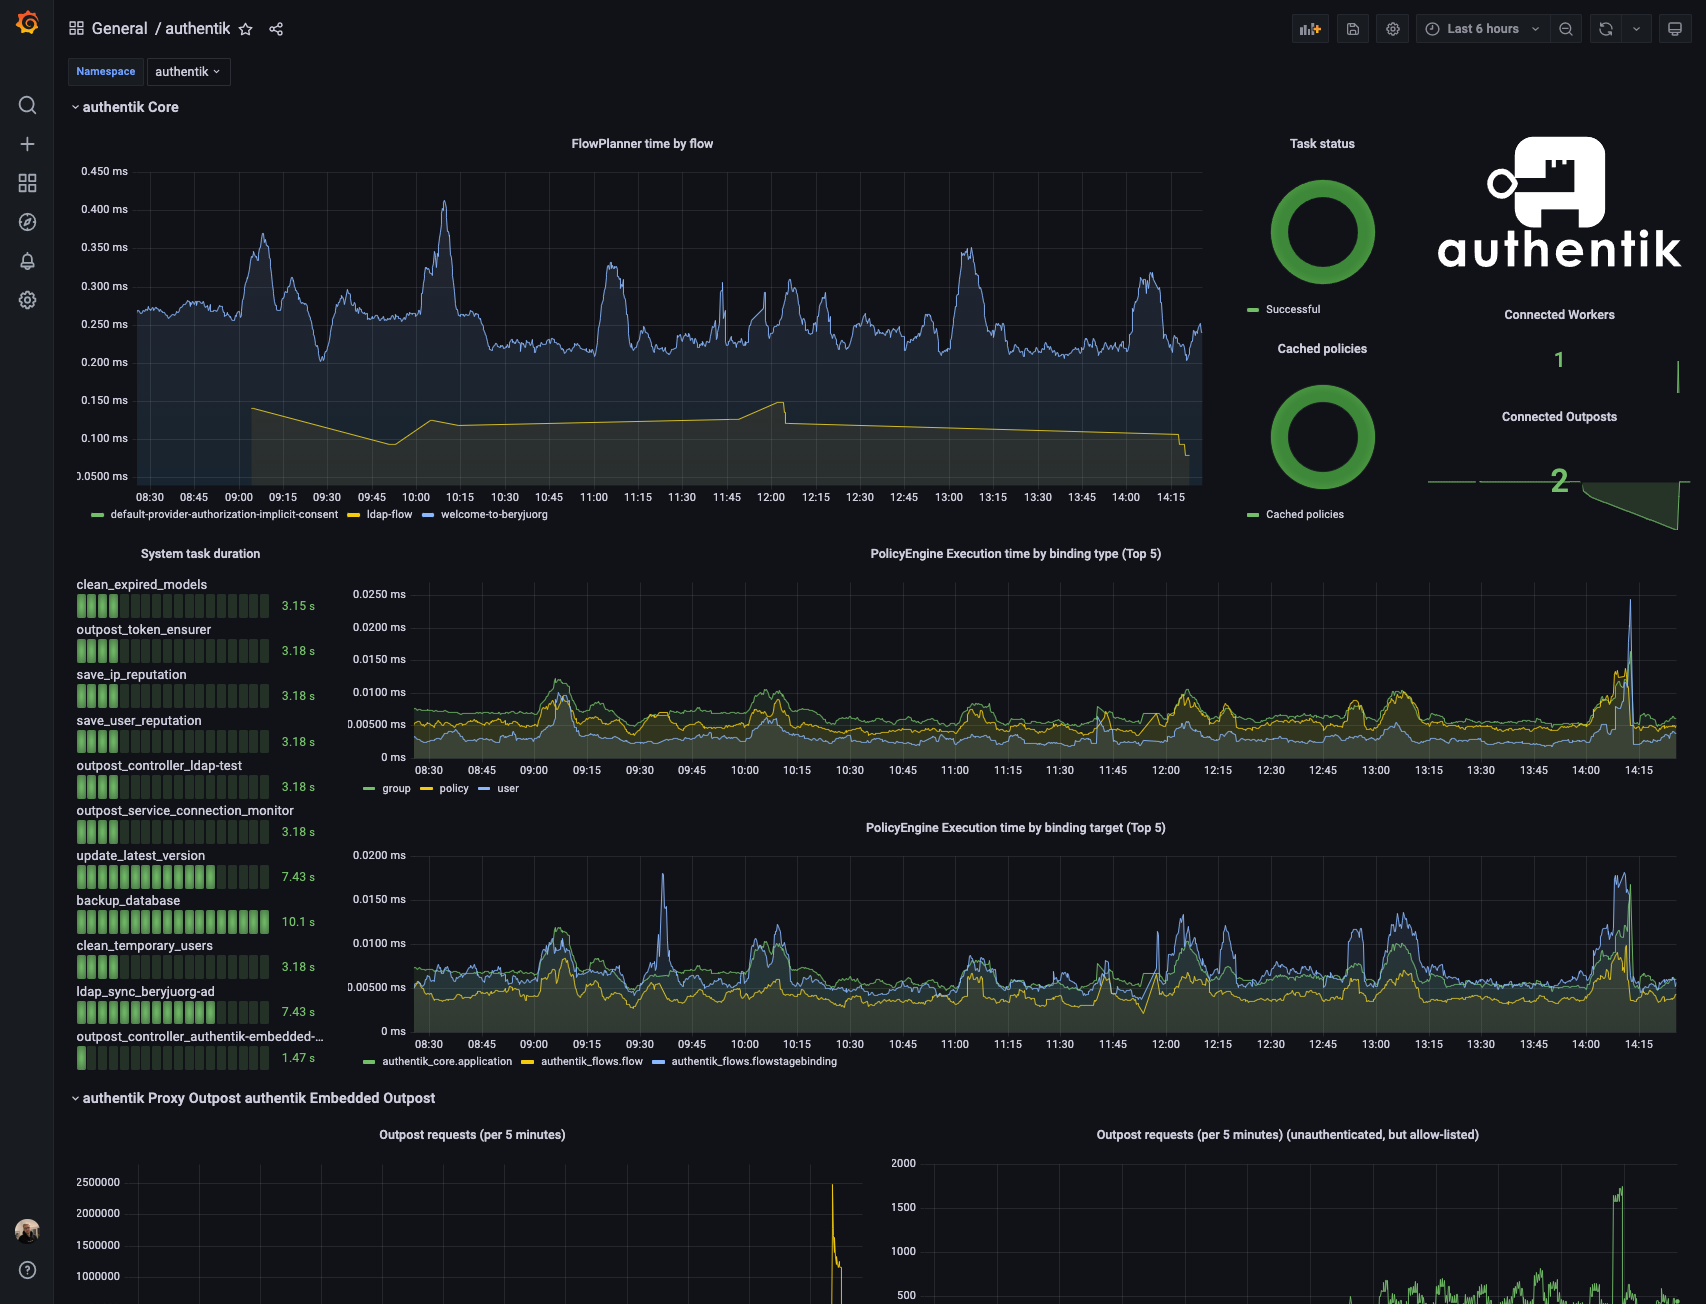 General / authentik
Last 6 hours
Namespace
authentik
authentik Core
FlowPlanner time by flow
0.450 ms
0.400 ms
0.350 ms
0.300 ms
0.250 ms
0.200 ms
0.150 ms
0.100 ms
0.0500 ms
08:30 08:45 09:00 09:15 09:30 09:45 10:00 10:15 10:30 10:45 11:00 11:15 11:30 11:45 12:00 12:15 12:30 12:45 13:00 13:15 13:30 13:45 14:00 14:15
default-provider-authorization-implicit-consent ldap-flow welcome-to-beryjuorg
Task status
Successful
Cached policies
Cached policies
authentik
Connected Workers
1
Connected Outposts
2
System task duration
clean_expired_models
3.15 s
outpost_token_ensurer
3.18 s
save_ip_reputation
3.18 s
save_user_reputation
3.18 s
outpost_controller_ldap-test
3.18 s
outpost_service_connection_monitor
3.18 s
update_latest_version
7.43 s
backup_database
10.1 s
clean_temporary_users
3.18 s
ldap_sync_beryjuorg-ad
7.43 s
outpost_controller_authentik-embedded-...
1.47 s
PolicyEngine Execution time by binding type (Top 5)
0.0250 ms
0.0200 ms
0.0150 ms
0.0100 ms
0.00500 ms
0 ms
08:30 08:45 09:00 09:15 09:30 09:45 10:00 10:15 10:30 10:45 11:00 11:15 11:30 11:45 12:00 12:15 12:30 12:45 13:00 13:15 13:30 13:45 14:00 14:15
group policy user
PolicyEngine Execution time by binding target (Top 5)
0.0200 ms
0.0150 ms
0.0100 ms
0.00500 ms
0 ms
08:30 08:45 09:00 09:15 09:30 09:45 10:00 10:15 10:30 10:45 11:00 11:15 11:30 11:45 12:00 12:15 12:30 12:45 13:00 13:15 13:30 13:45 14:00 14:15
authentik_core.application authentik_flows.flow authentik_flows.flowstagebinding
authentik Proxy Outpost authentik Embedded Outpost
Outpost requests (per 5 minutes)
2500000
2000000
1500000
1000000
Outpost requests (per 5 minutes) (unauthenticated, but allow-listed)
2000
1500
1000
500